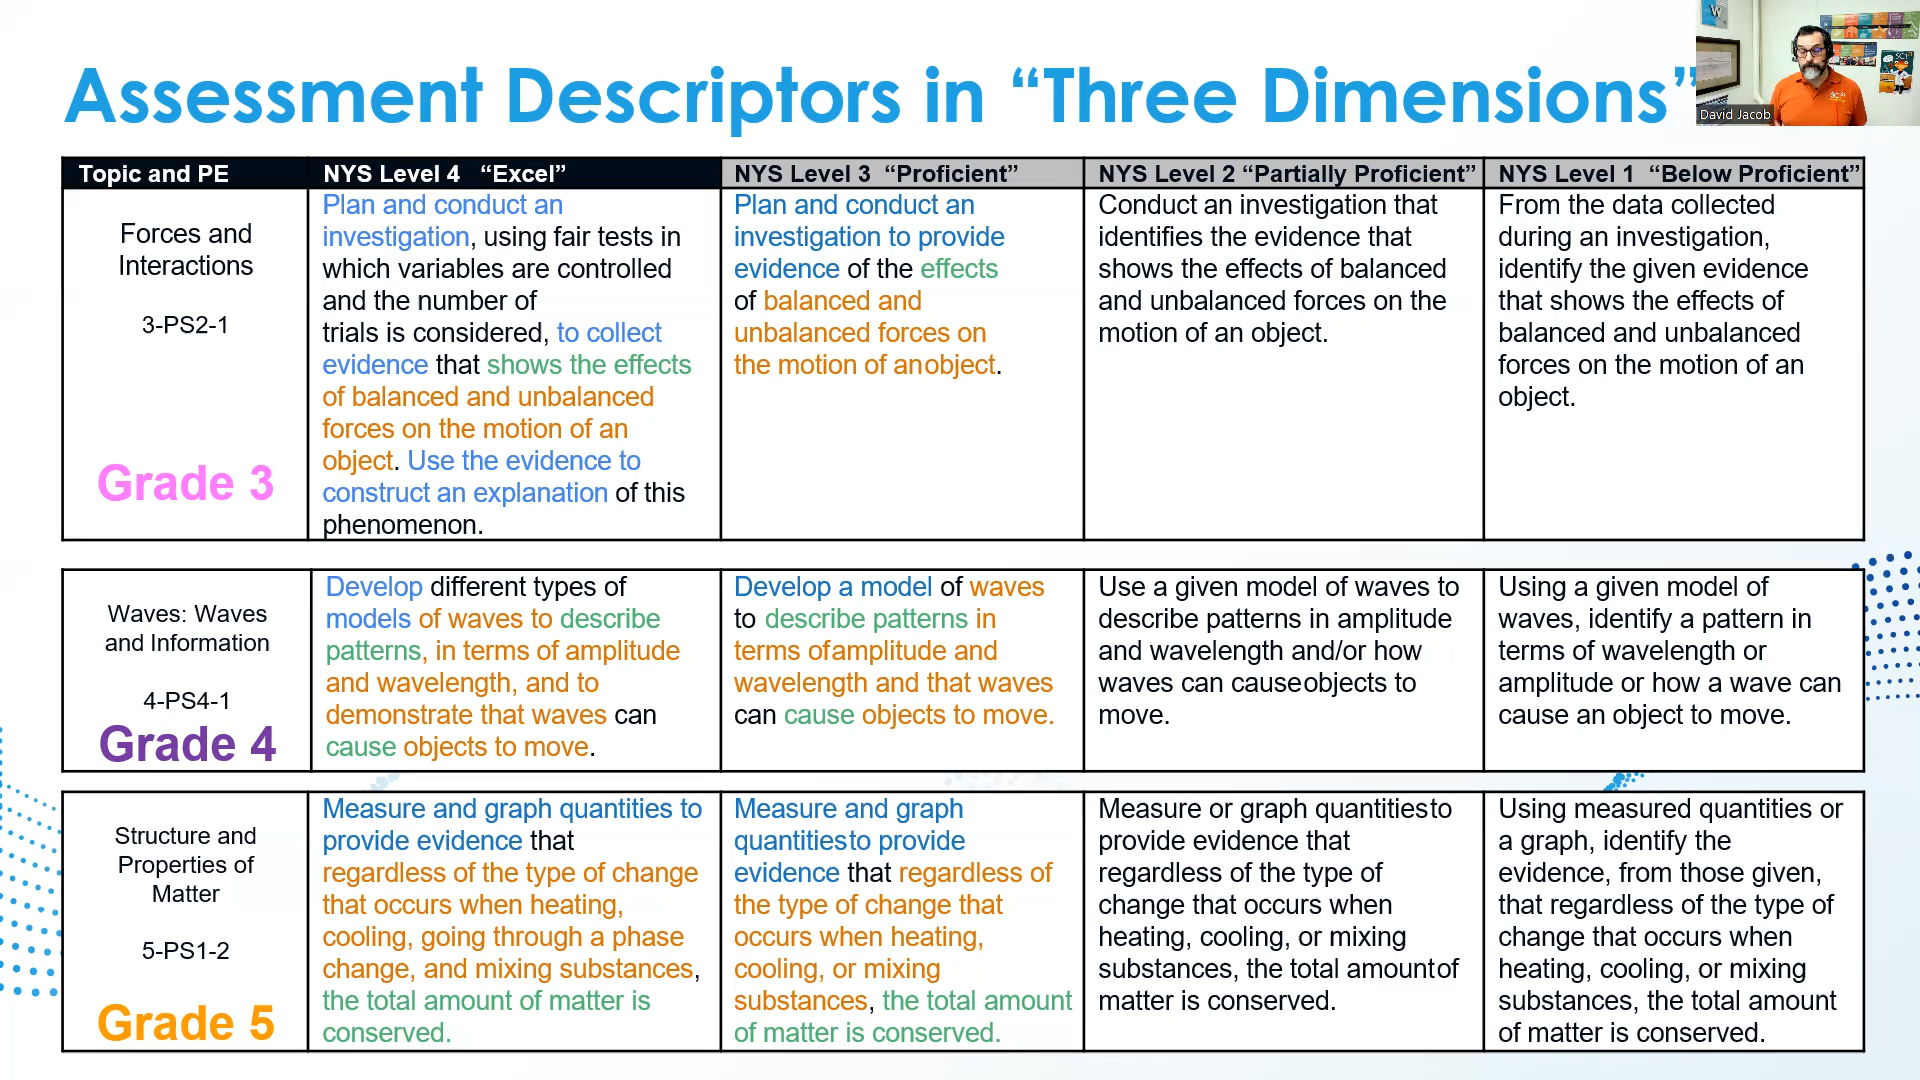 Assessment Descriptors in “Three Dimensions”
David Jacob
Topic and PE
NYS Level 4 “Excel”
NYS Level 3 “Proficient”
NYS Level 2 “Partially Proficient”
NYS Level 1 “Below Proficient”
Forces and
Interactions
3-PS2-1
Grade 3
Plan and conduct an
investigation, using fair tests in
which variables are controlled
and the number of
trials is considered, to collect
evidence that shows the effects
of balanced and unbalanced
forces on the motion of an
object. Use the evidence to
construct an explanation of this
phenomenon.
Plan and conduct an
investigation to provide
evidence of the effects
of balanced and
unbalanced forces on
the motion of anobject.
Conduct an investigation that
identifies the evidence that
shows the effects of balanced
and unbalanced forces on the
motion of an object.
From the data collected
during an investigation,
identify the given evidence
that shows the effects of
balanced and unbalanced
forces on the motion of an
object.
Waves: Waves
and Information
4-PS4-1
Grade 4
Develop different types of
models of waves to describe
patterns, in terms of amplitude
and wavelength, and to
demonstrate that waves can
cause objects to move.
Develop a model of waves
to describe patterns in
terms ofamplitude and
wavelength and that waves
can cause objects to move.
Use a given model of waves to
describe patterns in amplitude
and wavelength and/or how
waves can causeobjects to
move.
Using a given model of
waves, identify a pattern in
terms of wavelength or
amplitude or how a wave can
cause an object to move.
Structure and
Properties of
Matter
5-PS1-2
Grade 5
Measure and graph quantities to
provide evidence that
regardless of the type of change
that occurs when heating,
cooling, going through a phase
change, and mixing substances,
the total amount of matter is
conserved.
Measure and graph
quantitiesto provide
evidence that regardless of
the type of change that
occurs when heating,
cooling, or mixing
substances, the total amount
of matter is conserved.
Measure or graph quantitiesto
provide evidence that
regardless of the type of
change that occurs when
heating, cooling, or mixing
substances, the total amountof
matter is conserved.
Using measured quantities or
a graph, identify the
evidence, from those given,
that regardless of the type of
change that occurs when
heating, cooling, or mixing
substances, the total amount
of matter is conserved.